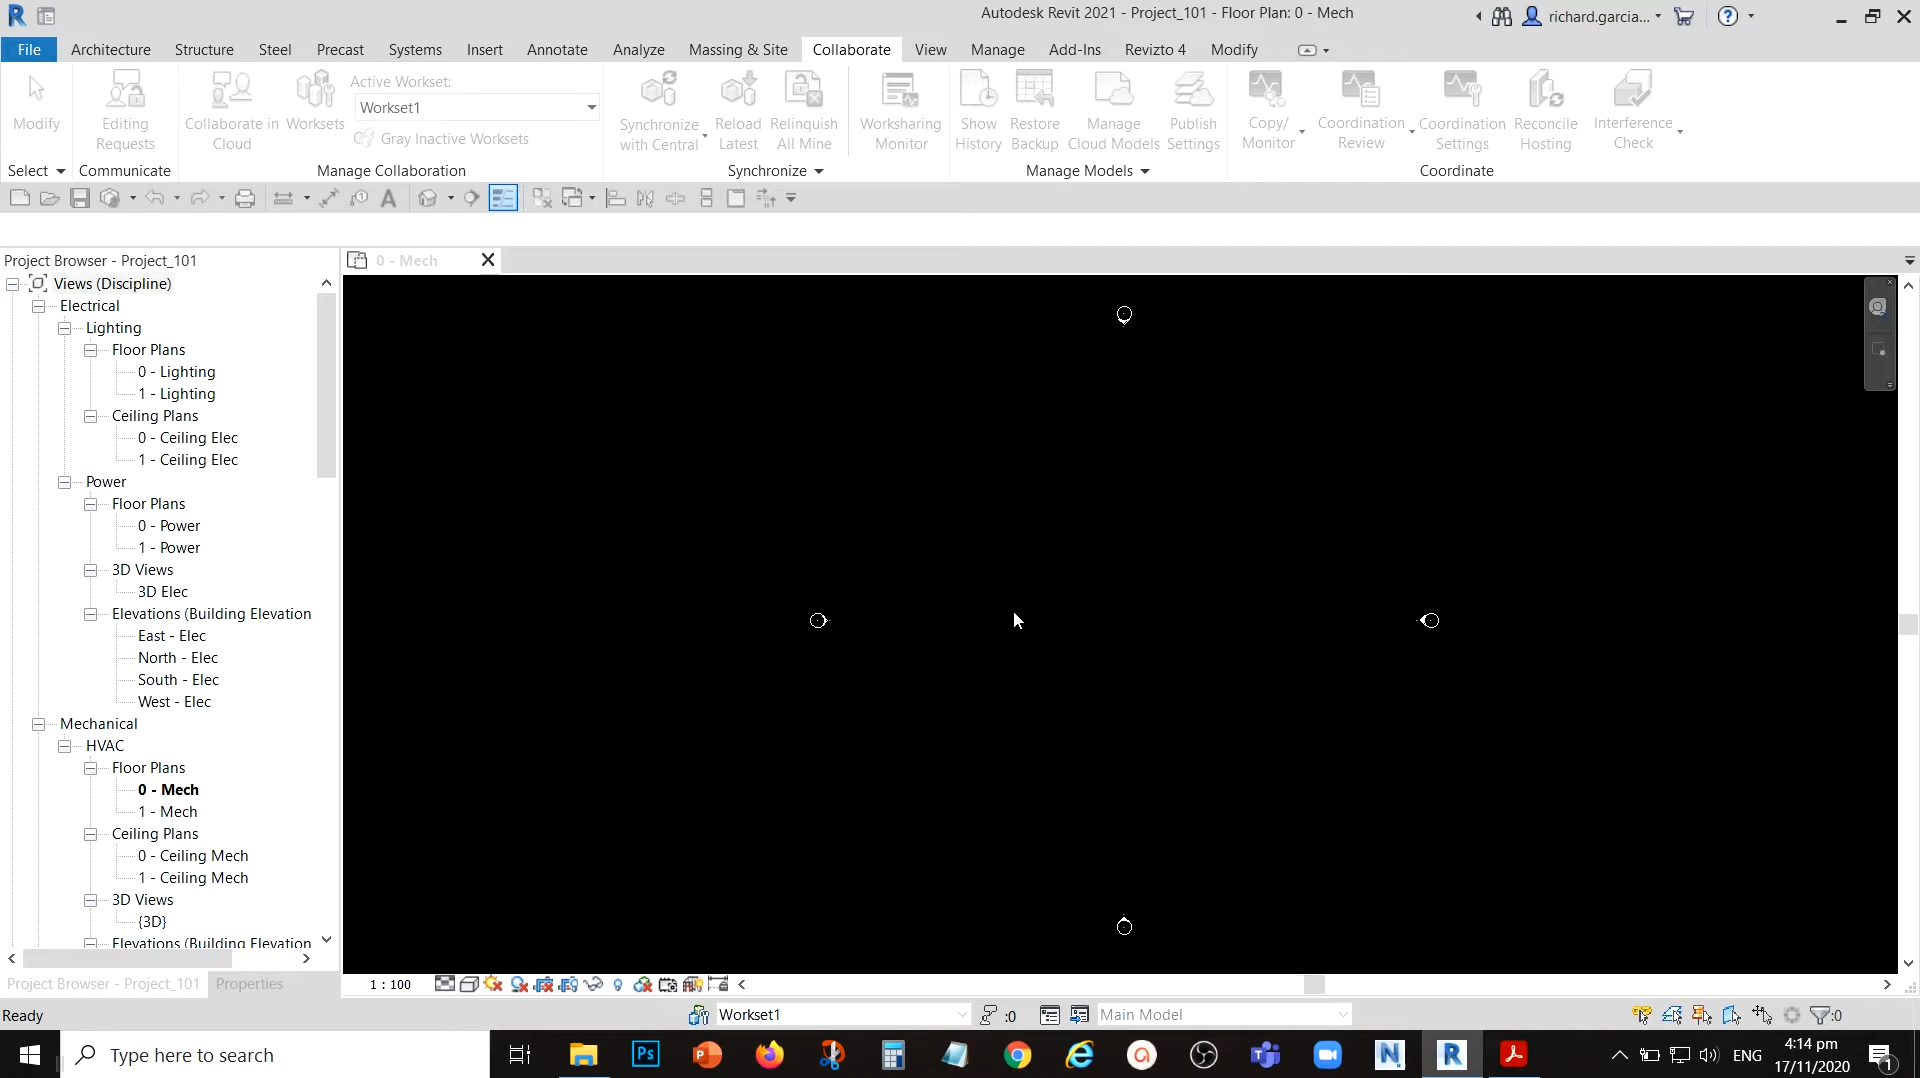 Autodesk Revit 2021 - Project_101 - Floor Plan: 0 - Mech
richard.garcia...
File Architecture Structure Steel Precast Systems Insert Annotate Analyze Massing & Site Collaborate View Manage Add-Ins Revizto 4 Modify
Modify
Editing
Requests
Collaborate in
Cloud
Worksets
Active Workset:
Workset1
Gray Inactive Worksets
Synchronize
with Central
Reload
Latest
Relinquish
All Mine
Worksharing
Monitor
Show
History
Restore
Backup
Manage
Cloud Models
Publish
Settings
Copy/
Monitor
Coordination
Review
Coordination
Settings
Reconcile
Hosting
Interference
Check
Select Communicate Manage Collaboration Synchronize Manage Models Coordinate
Project Browser - Project_101
0 - Mech
Views (Discipline)
Electrical
Lighting
Floor Plans
0 - Lighting
1 - Lighting
Ceiling Plans
0 - Ceiling Elec
1 - Ceiling Elec
Power
Floor Plans
0 - Power
1 - Power
3D Views
3D Elec
Elevations (Building Elevation
East - Elec
North - Elec
South - Elec
West - Elec
Mechanical
HVAC
Floor Plans
0 - Mech
1 - Mech
Ceiling Plans
0 - Ceiling Mech
1 - Ceiling Mech
3D Views
{3D}
Elevations (Building Elevation
Project Browser - Project_101 Properties
1 : 100
Ready
Workset1
:0
Main Model
:0
Type here to search
ENG
4:14 pm
17/11/2020
1